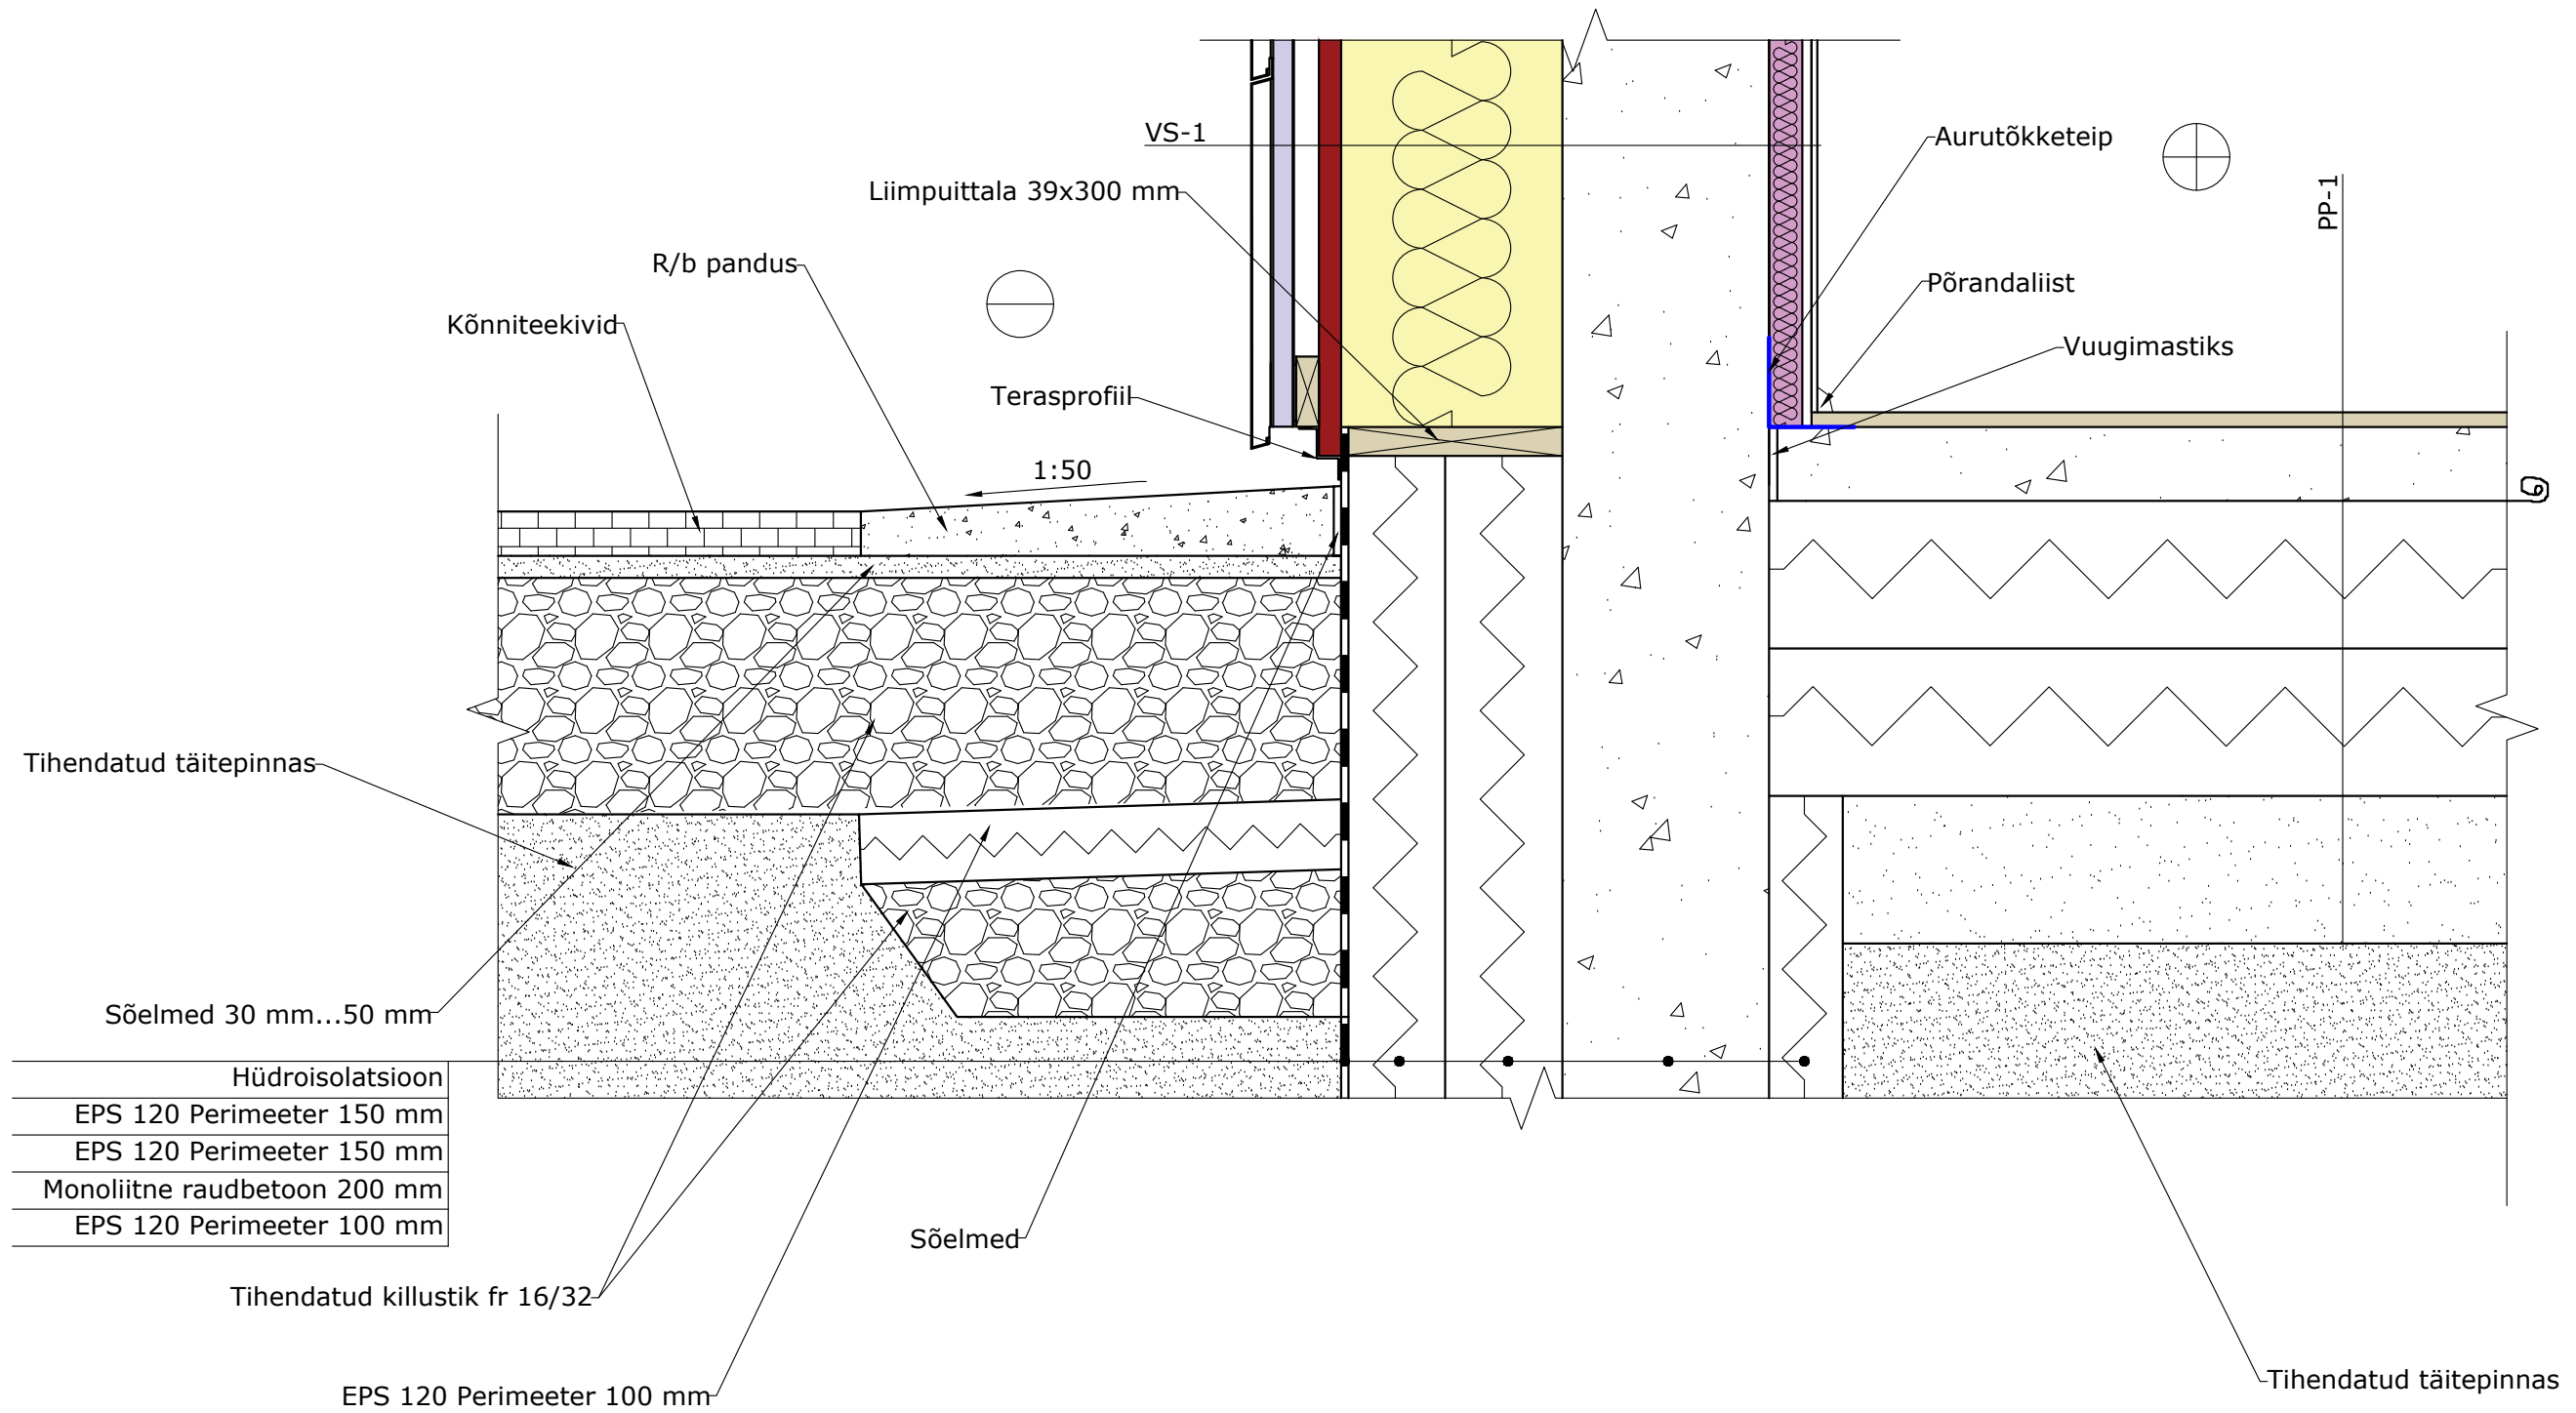 VS-1
Aurutõkketeip
Liimpuittala 39x300 mm
PP-1
R/b pandus
Põrandaliist
Kõnniteekivid
Vuugimastiks
Terasprofiil
1:50
Tihendatud täitepinnas
Sõelmed 30 mm...50 mm
Hüdroisolatsioon
EPS 120 Perimeeter 150 mm
EPS 120 Perimeeter 150 mm
Monoliitne raudbetoon 200 mm
EPS 120 Perimeeter 100 mm
Sõelmed
Tihendatud killustik fr 16/32
EPS 120 Perimeeter 100 mm
Tihendatud täitepinnas